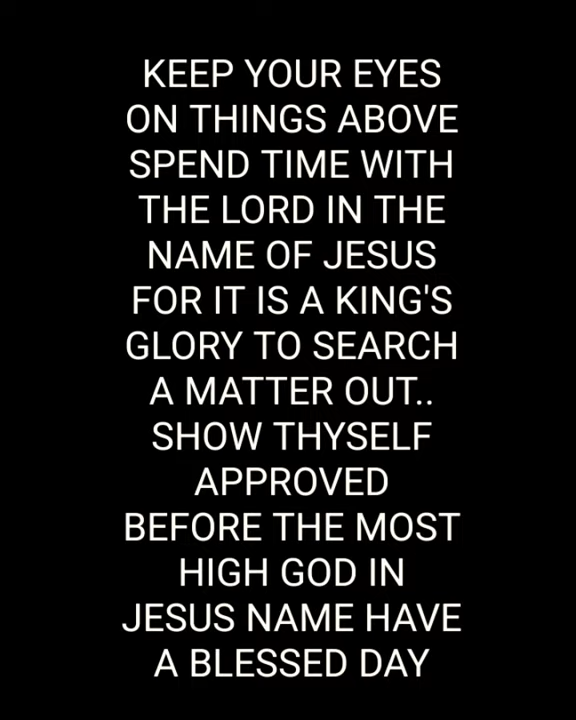 KEEP YOUR EYES
ON THINGS ABOVE
SPEND TIME WITH
THE LORD IN THE
NAME OF JESUS
FOR IT IS A KING'S
GLORY TO SEARCH
A MATTER OUT..
SHOW THYSELF
APPROVED
BEFORE THE MOST
HIGH GOD IN
JESUS NAME HAVE
A BLESSED DAY